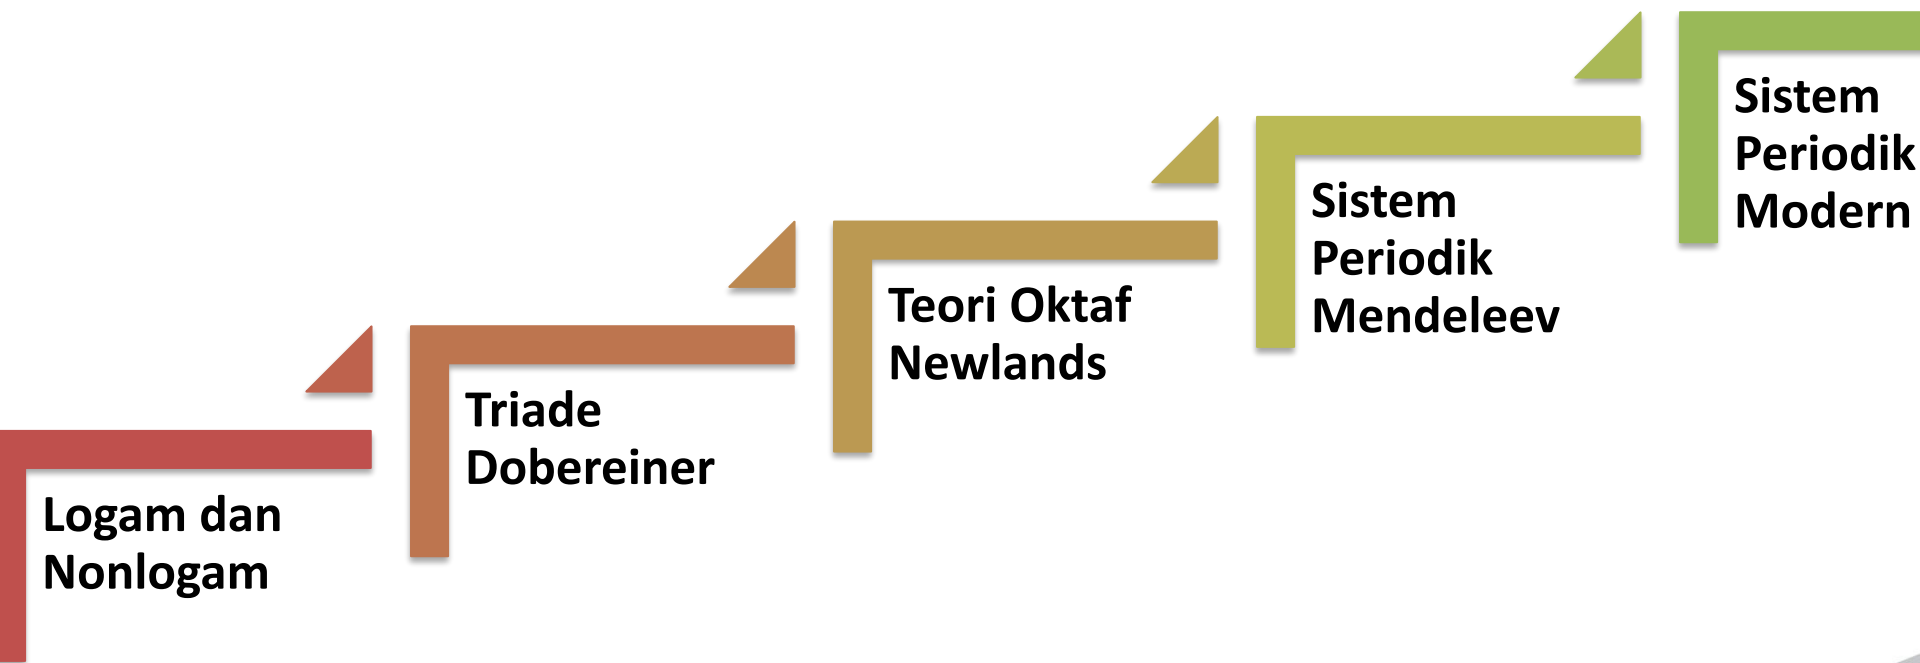 Logam dan
Nonlogam
Triade
Dobereiner
Teori Oktaf
Newlands
Sistem
Periodik
Mendeleev
Sistem
Periodik
Modern